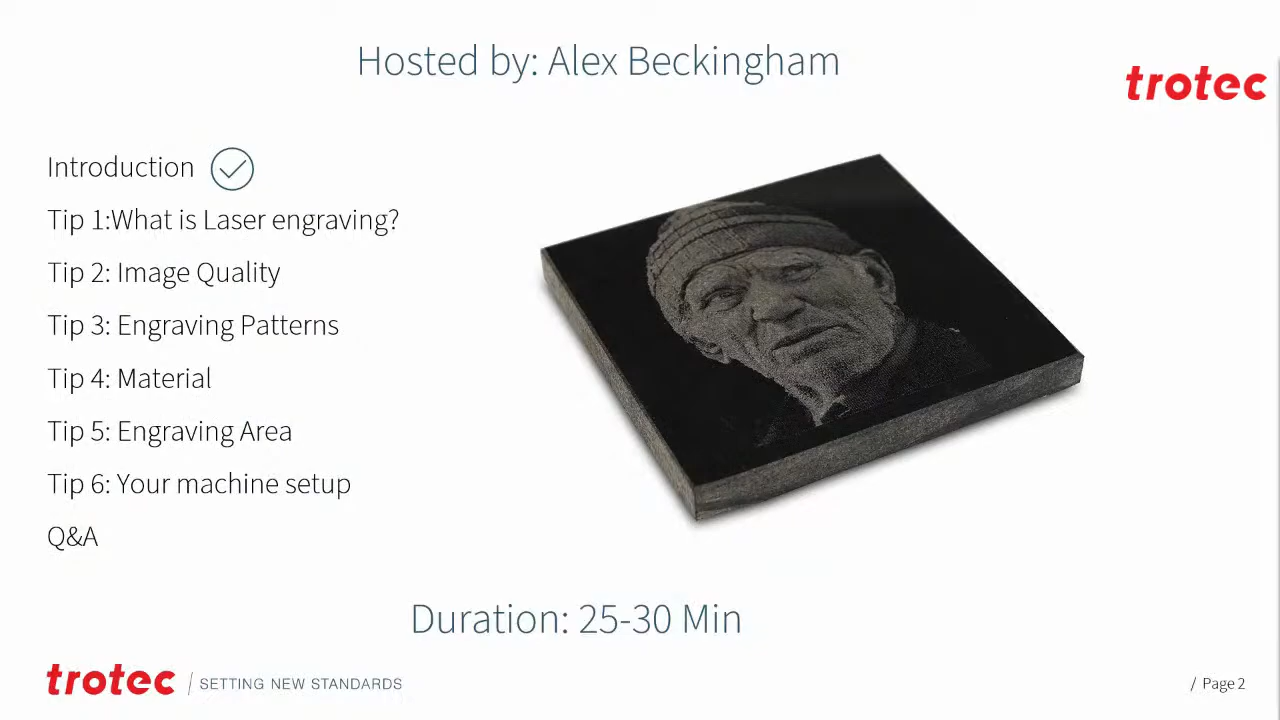 Hosted by: Alex Beckingham
trotec
Introduction
Tip 1:What is Laser engraving?
Tip 2: Image Quality
Tip 3: Engraving Patterns
Tip 4: Material
Tip 5: Engraving Area
Tip 6: Your machine setup
Q&A
Duration: 25-30 Min
trotec / SETTING NEW STANDARDS
/ Page 2